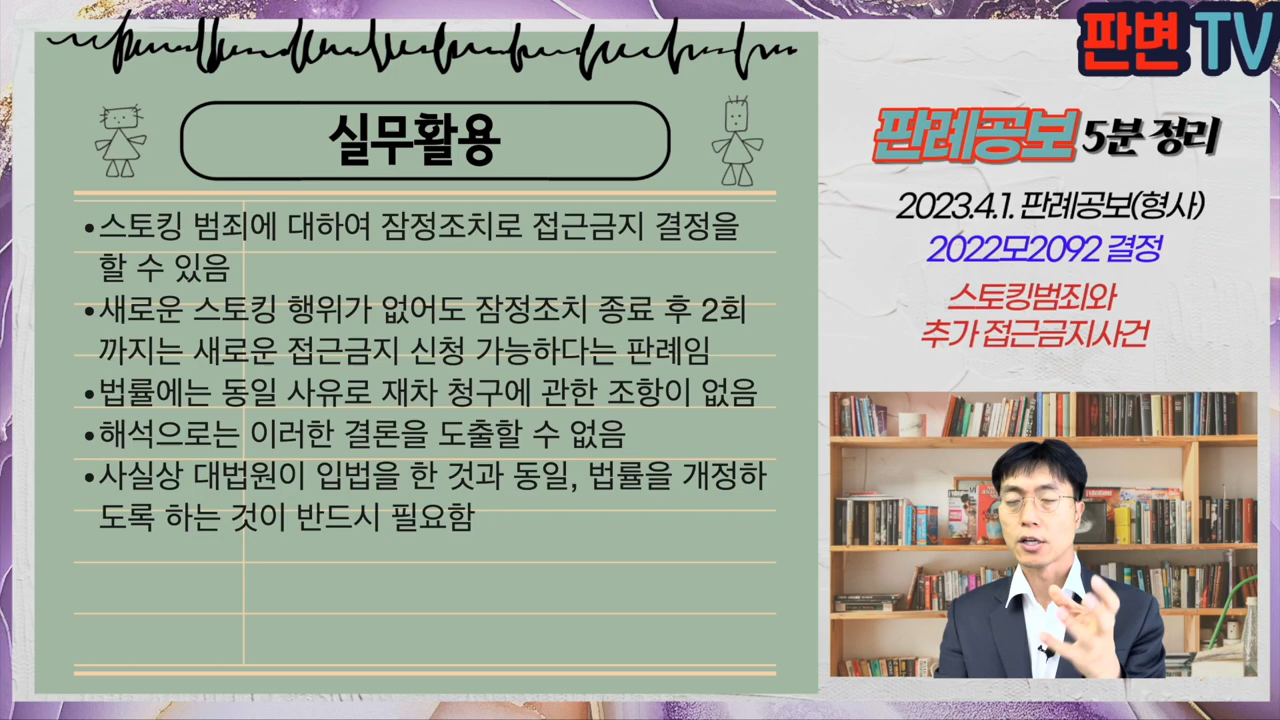 판변 TV
실무활용
•스토킹 범죄에 대하여 잠정조치로 접근금지 결정을
할 수 있음
•새로운 스토킹 행위가 없어도 잠정조치 종료 후 2회
까지는 새로운 접근금지 신청 가능하다는 판례임
•법률에는 동일 사유로 재차 청구에 관한 조항이 없음
•해석으로는 이러한 결론을 도출할 수 없음
•사실상 대법원이 입법을 한 것과 동일, 법률을 개정하
도록 하는 것이 반드시 필요함
판례공보 5분 정리
2023.4.1. 판례공보(형사)
2022모2092 결정
스토킹범죄와
추가 접근금지사건